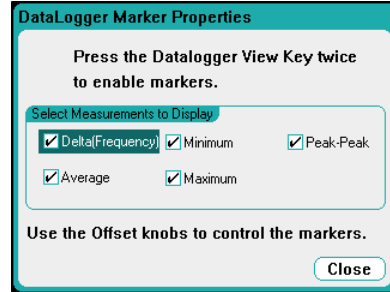 DataLogger Marker Properties
Press the Datalogger View Key twice
to enable markers.
Select Measurements to Display
Delta(Frequency) Minimum Peak-Peak
Average Maximum
Use the Offset knobs to control the markers.
Close